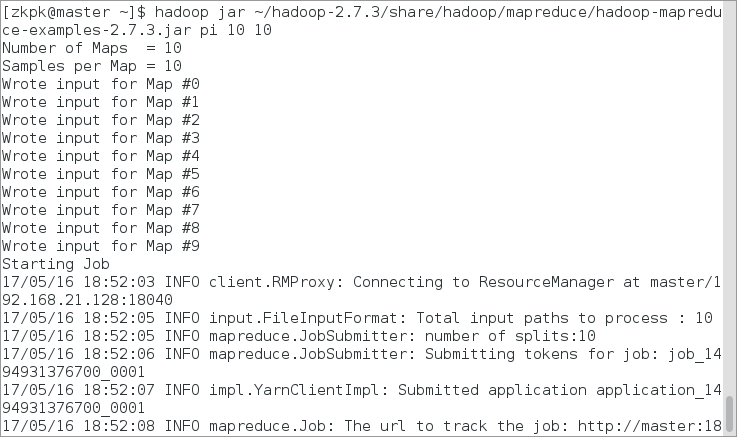 [zkpk@master ~]$ hadoop jar ~/hadoop-2.7.3/share/hadoop/mapreduce/hadoop-mapredu
ce-examples-2.7.3.jar pi 10 10
Number of Maps  = 10
Samples per Map = 10
Wrote input for Map #0
Wrote input for Map #1
Wrote input for Map #2
Wrote input for Map #3
Wrote input for Map #4
Wrote input for Map #5
Wrote input for Map #6
Wrote input for Map #7
Wrote input for Map #8
Wrote input for Map #9
Starting Job
17/05/16 18:52:03 INFO client.RMProxy: Connecting to ResourceManager at master/1
92.168.21.128:18040
17/05/16 18:52:05 INFO input.FileInputFormat: Total input paths to process : 10
17/05/16 18:52:05 INFO mapreduce.JobSubmitter: number of splits:10
17/05/16 18:52:06 INFO mapreduce.JobSubmitter: Submitting tokens for job: job_14
94931376700_0001
17/05/16 18:52:07 INFO impl.YarnClientImpl: Submitted application application_14
94931376700_0001
17/05/16 18:52:08 INFO mapreduce.Job: The url to track the job: http://master:18